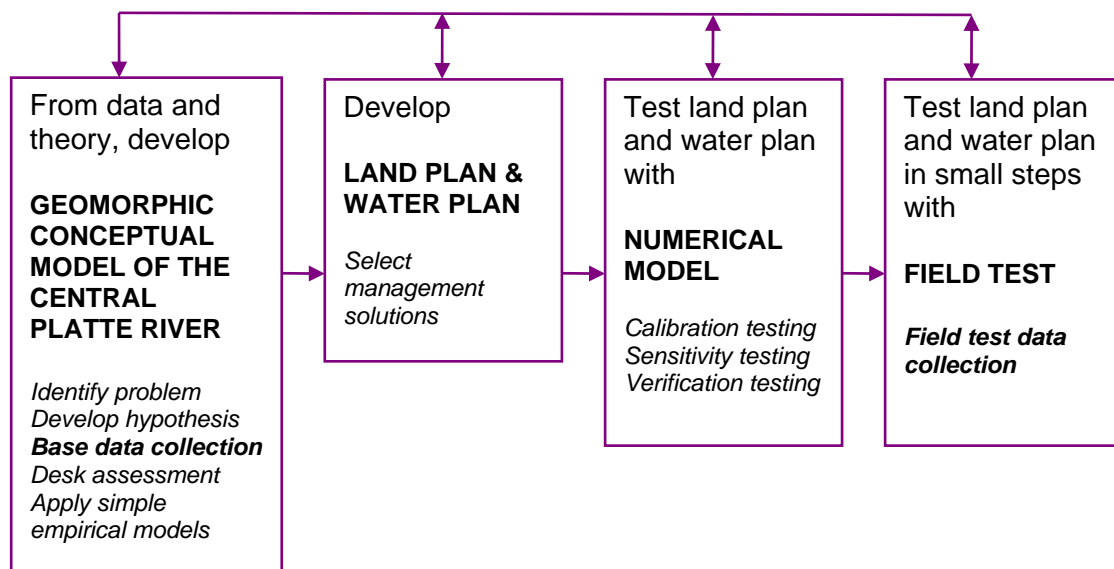 From data and
theory, develop
GEOMORPHIC
CONCEPTUAL
MODEL OF THE
CENTRAL
PLATTE RIVER
Identify problem
Develop hypothesis
Base data collection
Desk assessment
Apply simple
empirical models
Develop
LAND PLAN &
WATER PLAN
Select
management
solutions
Test land plan
and water plan
with
NUMERICAL
MODEL
Calibration testing
Sensitivity testing
Verification testing
Test land plan
and water plan
in small steps
with
FIELD TEST
Field test data
collection